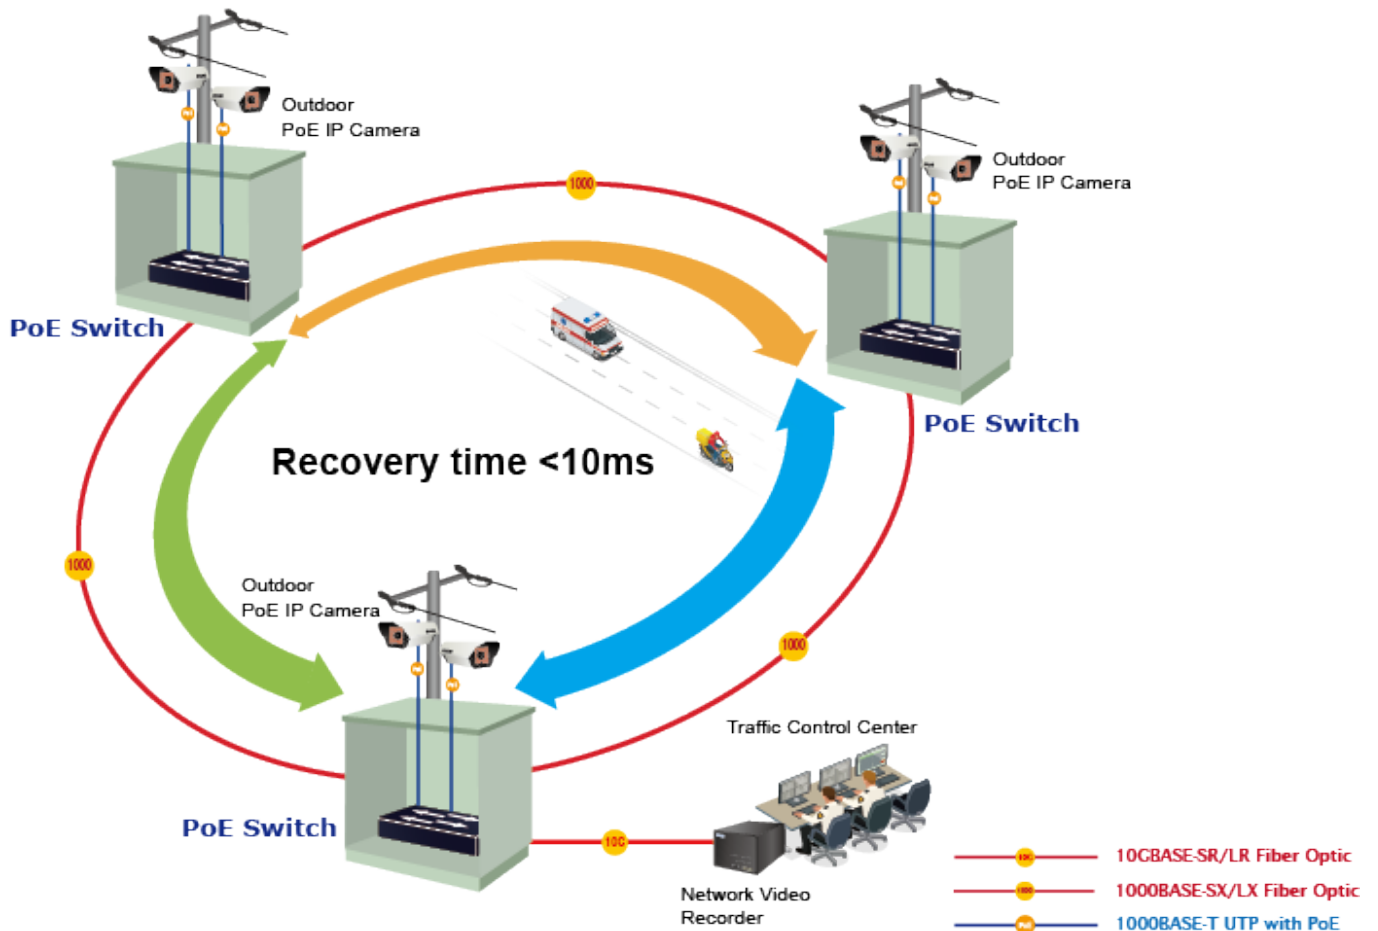 Outdoor
PoE IP Camera
Outdoor
PoE IP Camera
1000
PoE Switch
PoE Switch
Recovery time <10ms
1000
Outdoor
PoE IP Camera
1000
Traffic Control Center
PoE Switch
10G
Network Video
Recorder
10GBASE-SR/LR Fiber Optic
1000BASE-SX/LX Fiber Optic
1000BASE-T UTP with PoE